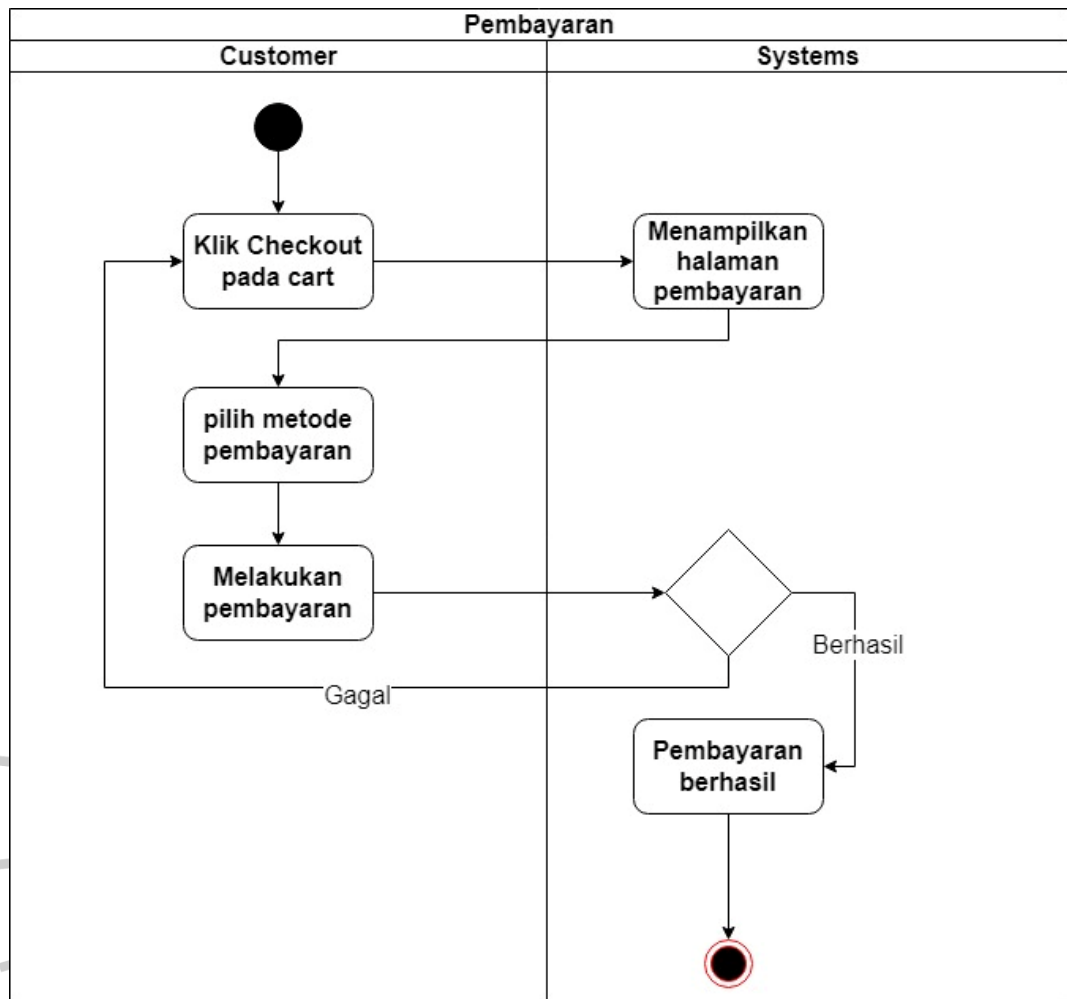 Pembayaran
Customer
Systems
Klik Checkout
pada cart
Menampilkan
halaman
pembayaran
pilih metode
pembayaran
Melakukan
pembayaran
Berhasil
Gagal
Pembayaran
berhasil